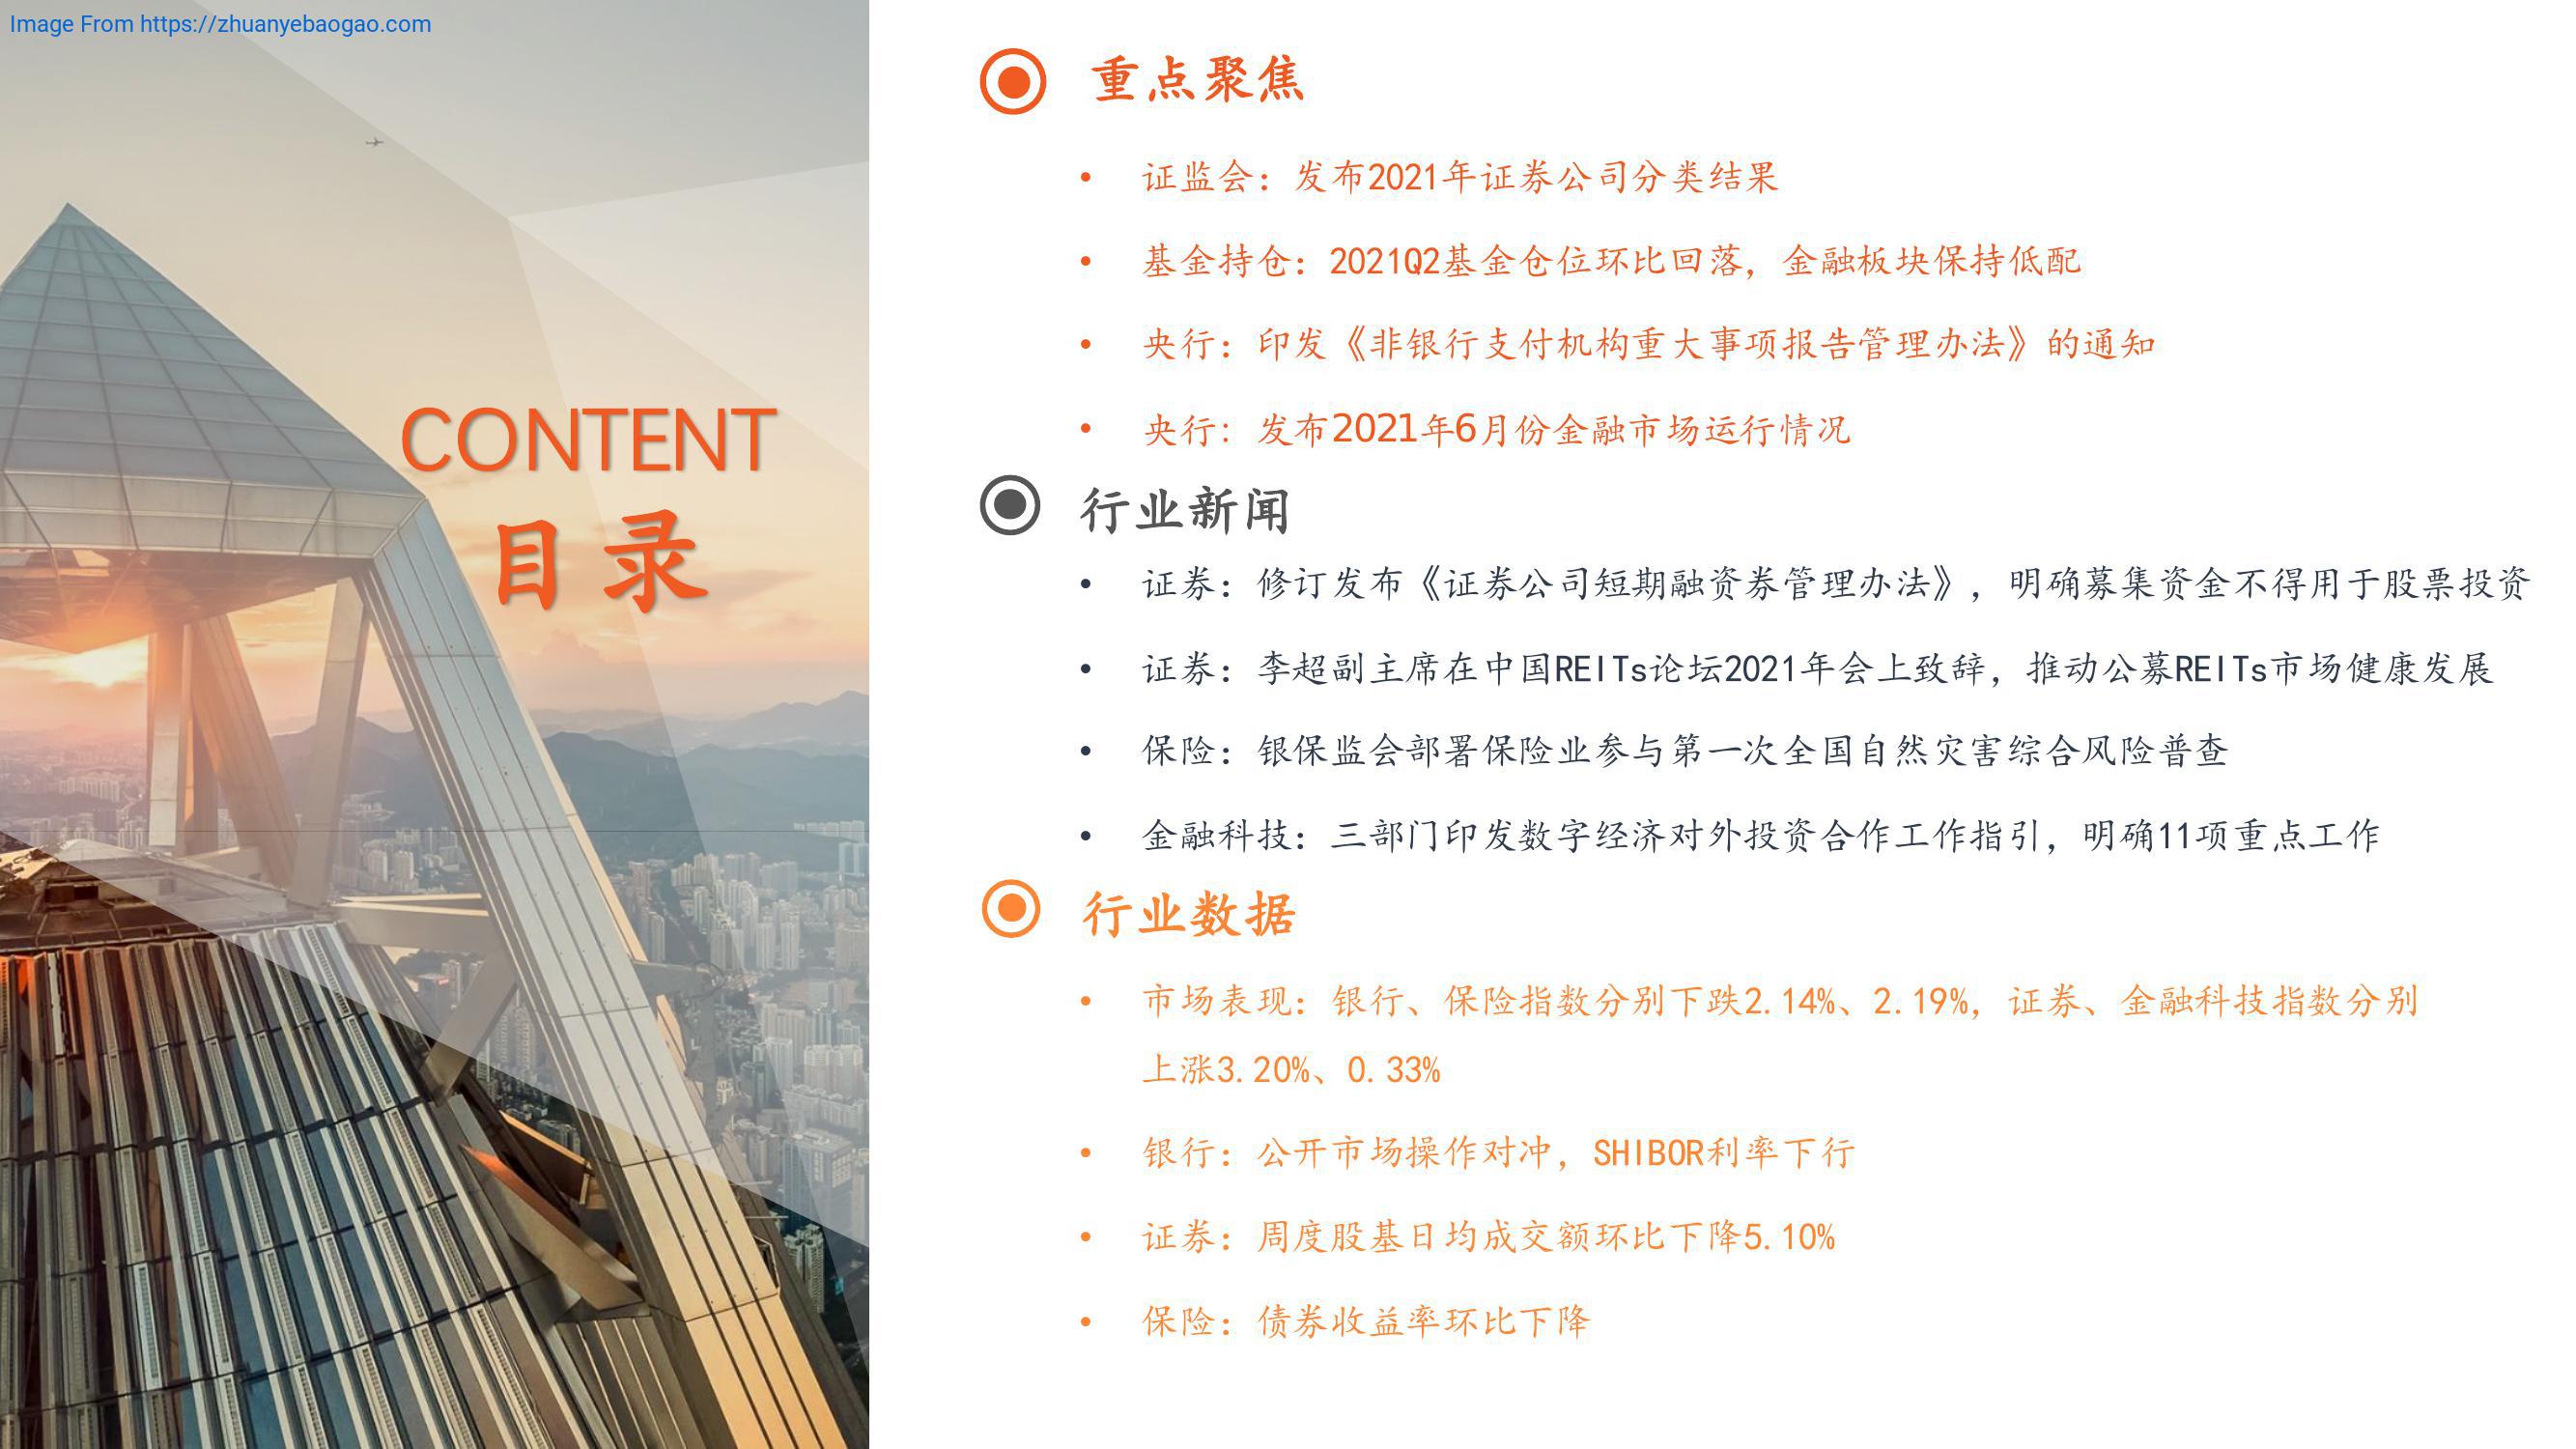 Image From https://zhuanyebaogao.com
CONTENT
目录
重点聚焦
• 证监会：发布2021年证券公司分类结果
• 基金持仓：2021Q2基金仓位环比回落，金融板块保持低配
• 央行：印发《非银行支付机构重大事项报告管理办法》的通知
• 央行：发布2021年6月份金融市场运行情况
行业新闻
• 证券：修订发布《证券公司短期融资券管理办法》，明确募集资金不得用于股票投资
• 证券：李超副主席在中国REITs论坛2021年会上致辞，推动公募REITs市场健康发展
• 保险：银保监会部署保险业参与第一次全国自然灾害综合风险普查
• 金融科技：三部门印发数字经济对外投资合作工作指引，明确11项重点工作
行业数据
• 市场表现：银行、保险指数分别下跌2.14%、2.19%，证券、金融科技指数分别
上涨3.20%、0.33%
• 银行：公开市场操作对冲，SHIBOR利率下行
• 证券：周度股基日均成交额环比下降5.10%
• 保险：债券收益率环比下降